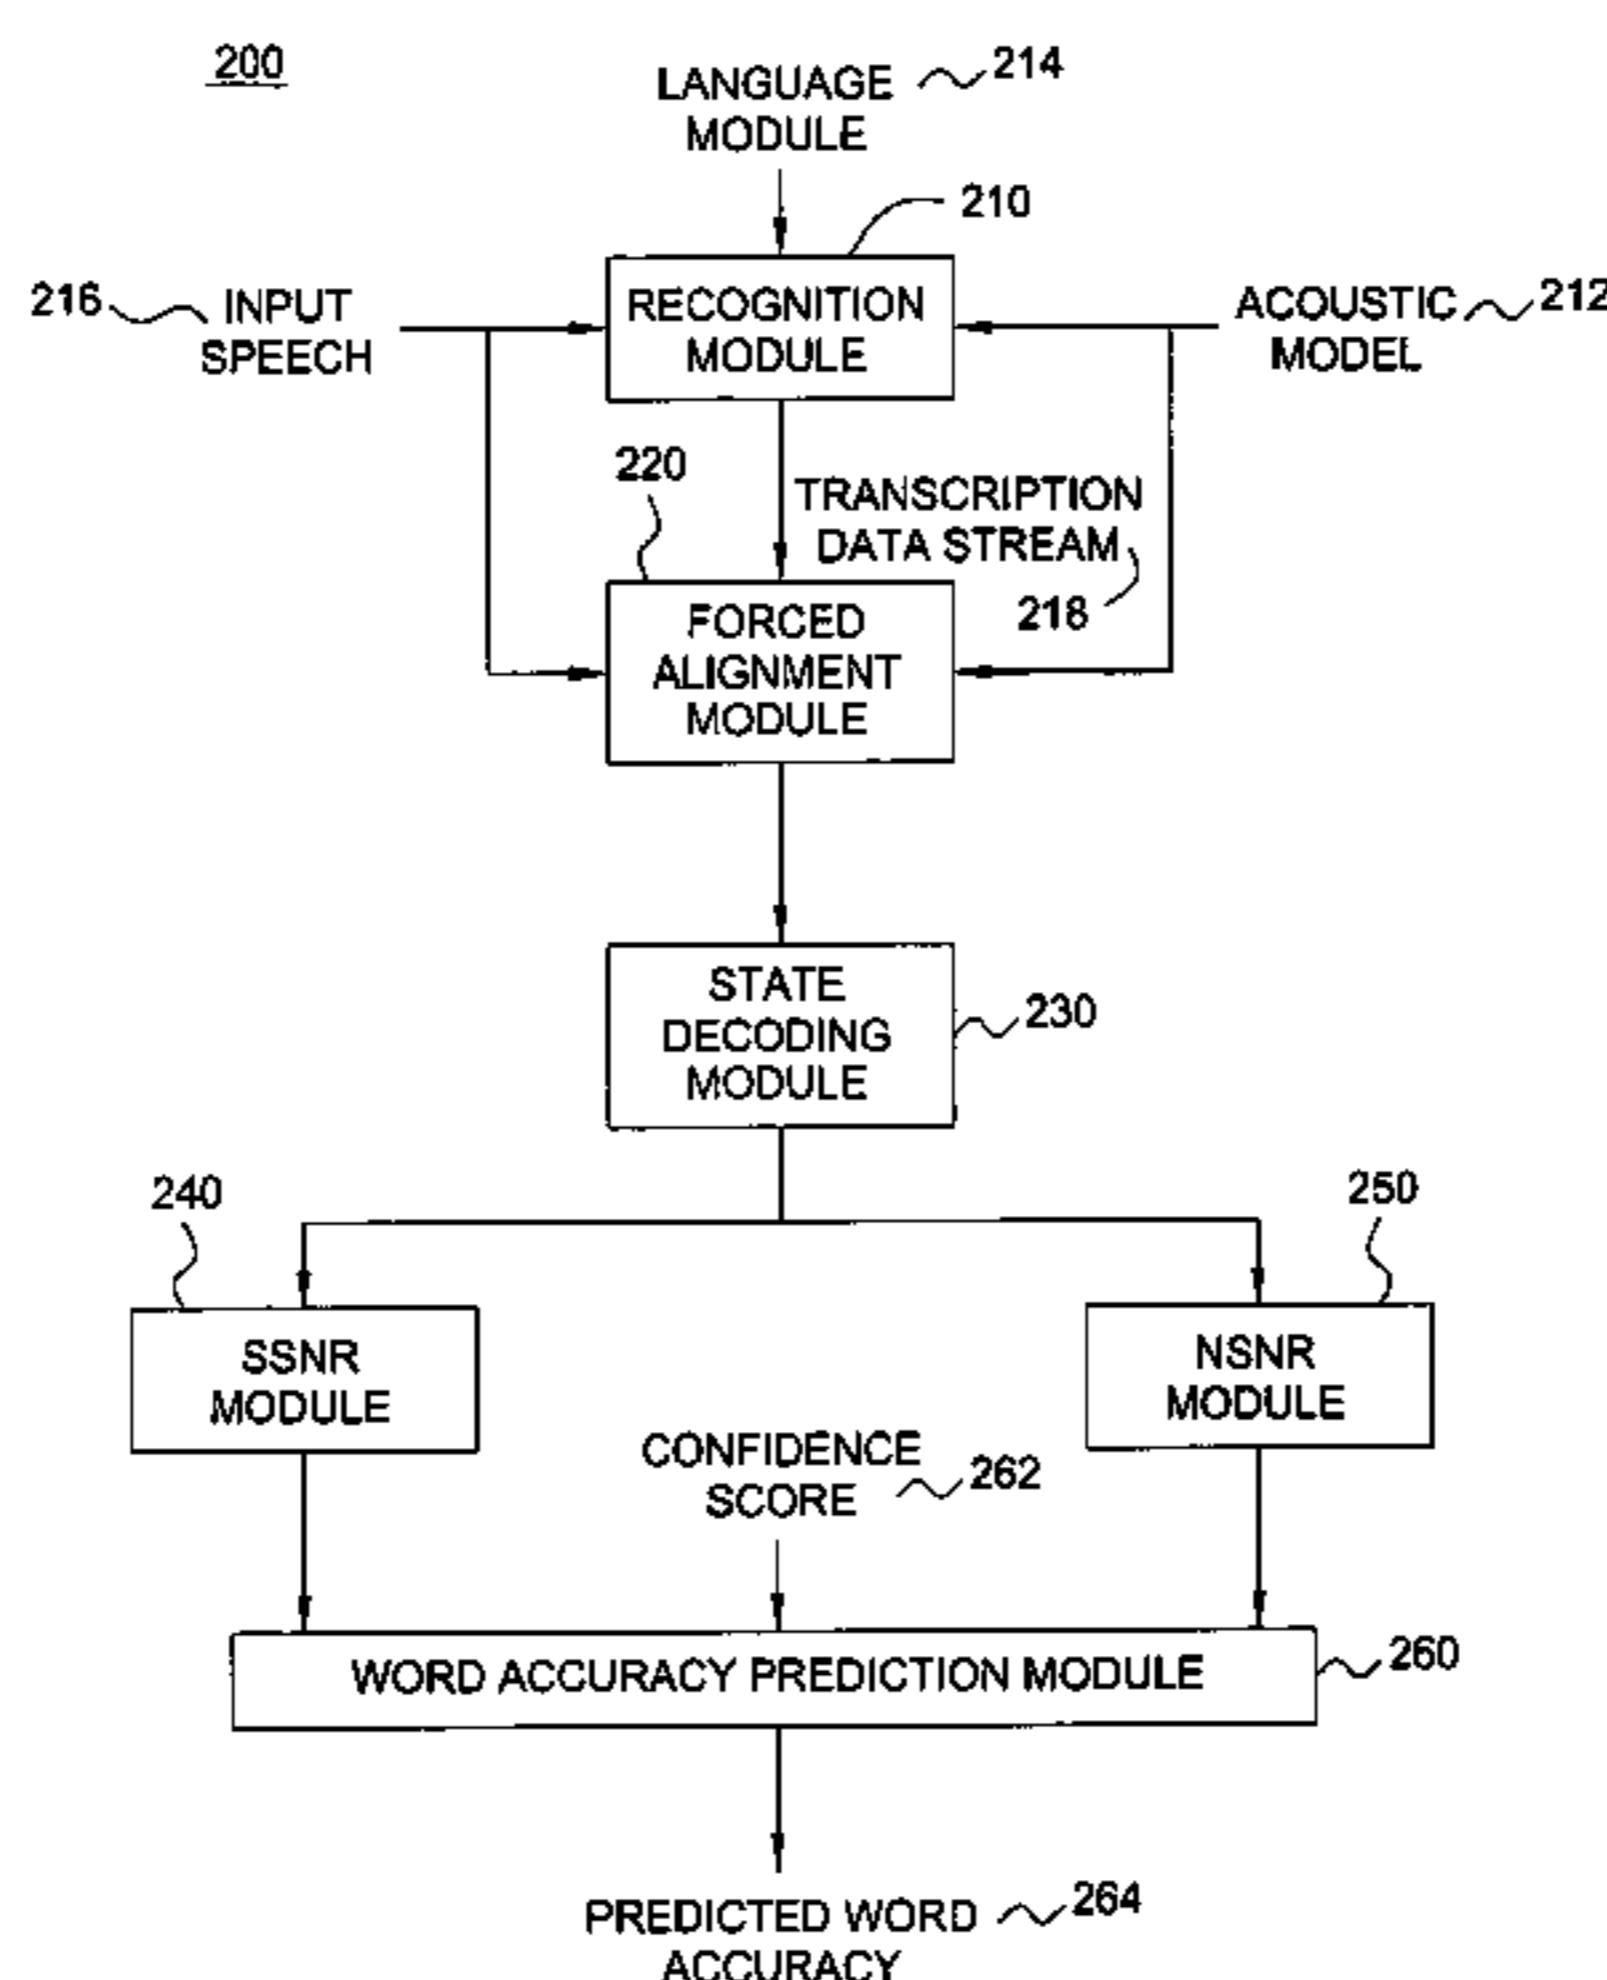 200
LANGUAGE 214
MODULE
210
216 INPUT
SPEECH
RECOGNITION
MODULE
ACOUSTIC 212
MODEL
220
TRANSCRIPTION
DATA STREAM
218
FORCED
ALIGNMENT
MODULE
STATE
DECODING
MODULE
230
240
250
SSNR
MODULE
NSNR
MODULE
CONFIDENCE
SCORE 262
WORD ACCURACY PREDICTION MODULE 260
PREDICTED WORD 264
ACCURACY